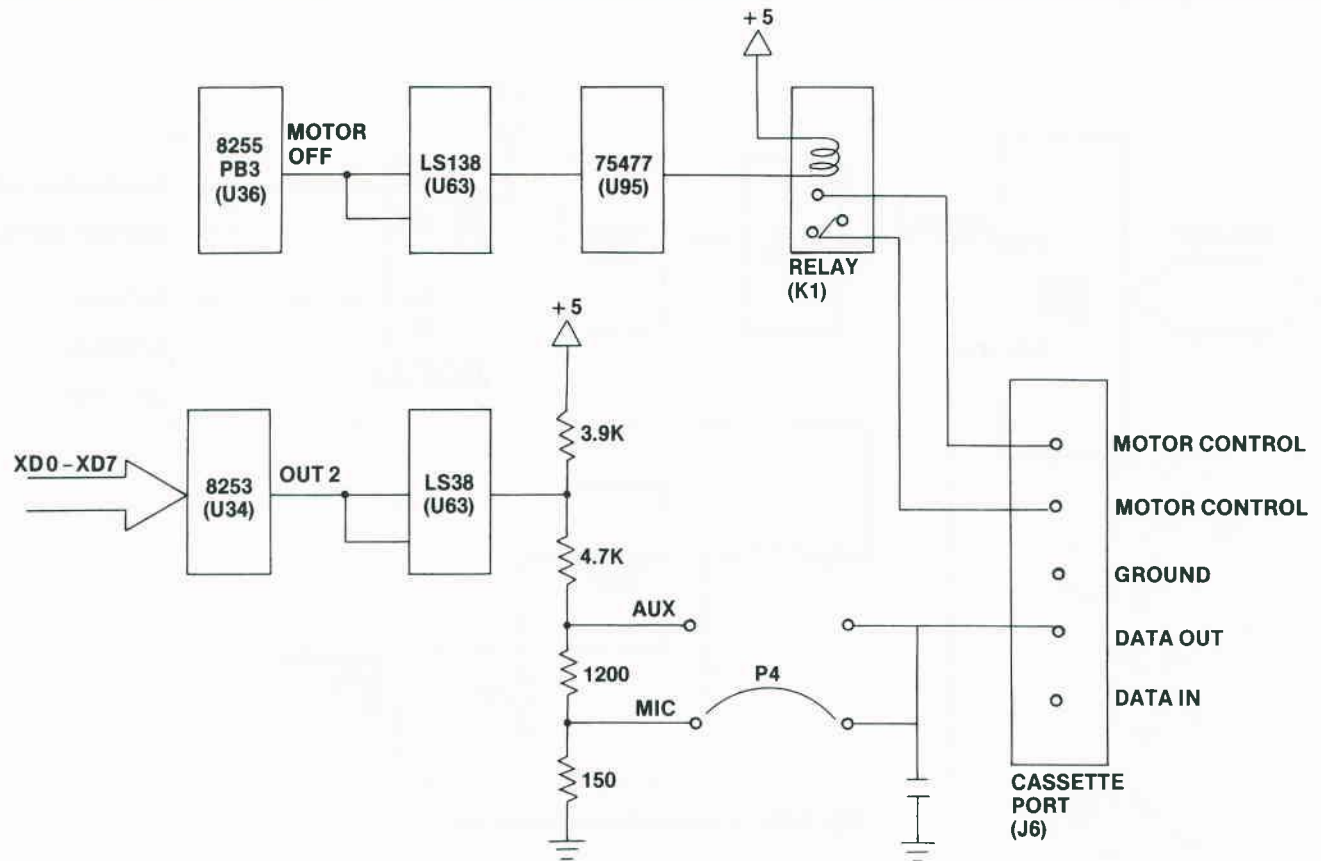 +5
8255
PB3
(U36)
MOTOR
OFF
LS138
(U63)
75477
(U95)
RELAY
(K1)
+5
3.9K
XD0-XD7
8253
(U34)
OUT 2
LS38
(U63)
4.7K
AUX
1200
MIC
P4
150
MOTOR CONTROL
MOTOR CONTROL
GROUND
DATA OUT
DATA IN
CASSETTE
PORT
(J6)